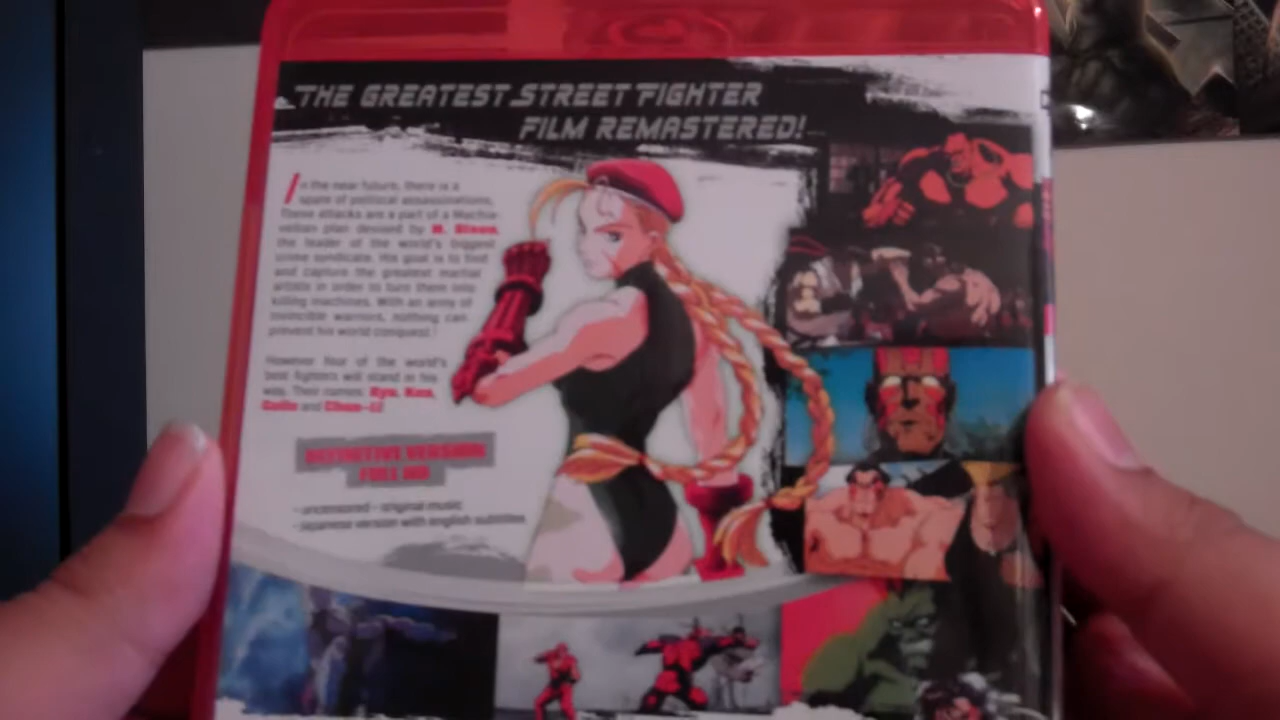 THE GREATEST STREET FIGHTER
FILM REMASTERED!
In the near future, there is a
spate of political assassinations.
These attacks are a part of a Machia-
vellian plan devised by M. Bison,
the leader of the world's biggest
crime syndicate. His goal is to find
and capture the greatest martial
artists in order to turn them into
killing machines. With an army of
invincible warriors, nothing can
prevent his world conquest!
However four of the world's
best fighters will stand in his
way. Their names: Ryu, Ken,
Guile and Chun-Li!
DEFINITIVE VERSION
FULL HD
- uncensored - original music
- japanese version with english subtitles